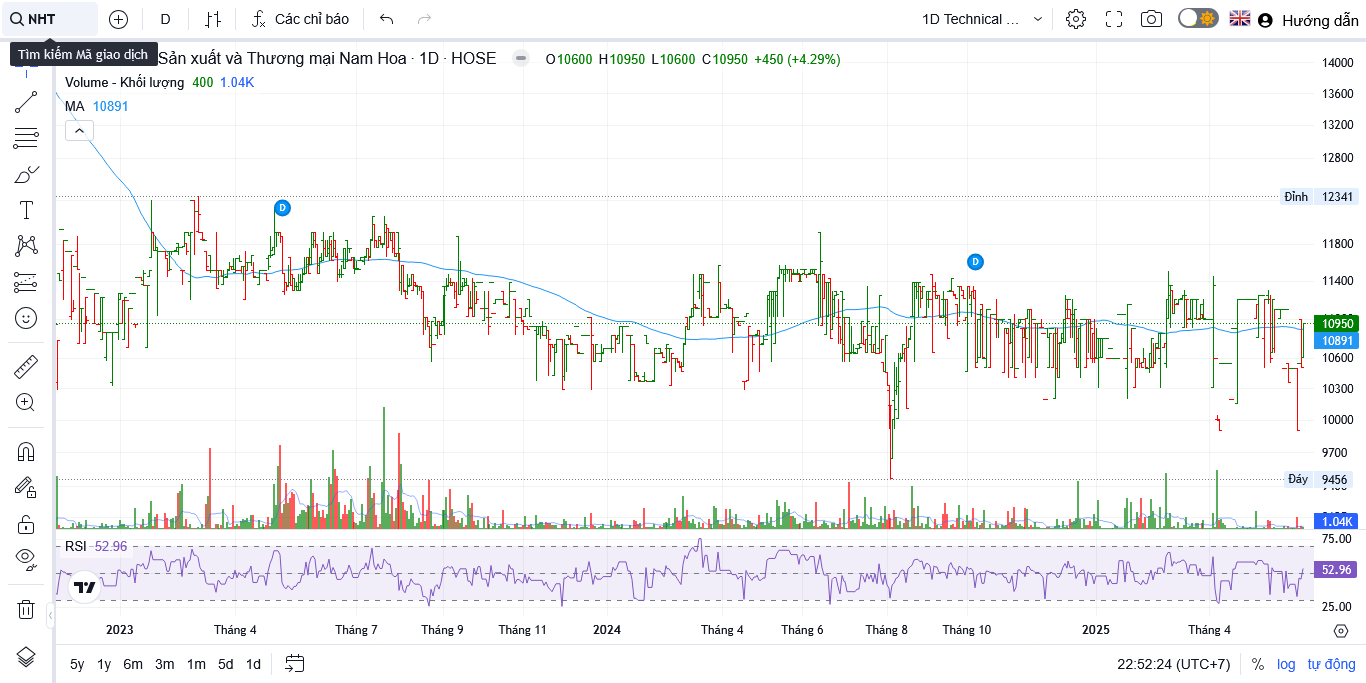 NHT D Các chỉ báo 1D Technical ... Hướng dẫn
Tìm kiếm Mã giao dịch
Sản xuất và Thương mại Nam Hoa · 1D · HOSE O10600 H10950 L10600 C10950 +450 (+4.29%)
Volume - Khối lượng 400 1.04K
MA 10891
14000
13600
13200
12800
Đỉnh 12341
11800
11400
10950
10891
10600
10300
10000
9700
Đáy 9456
1.04K
D
D
RSI 52.96
75.00
52.96
25.00
2023 Tháng 4 Tháng 7 Tháng 9 Tháng 11 2024 Tháng 4 Tháng 6 Tháng 8 Tháng 10 2025 Tháng 4
5y 1y 6m 3m 1m 5d 1d 22:52:24 (UTC+7) % log tự động